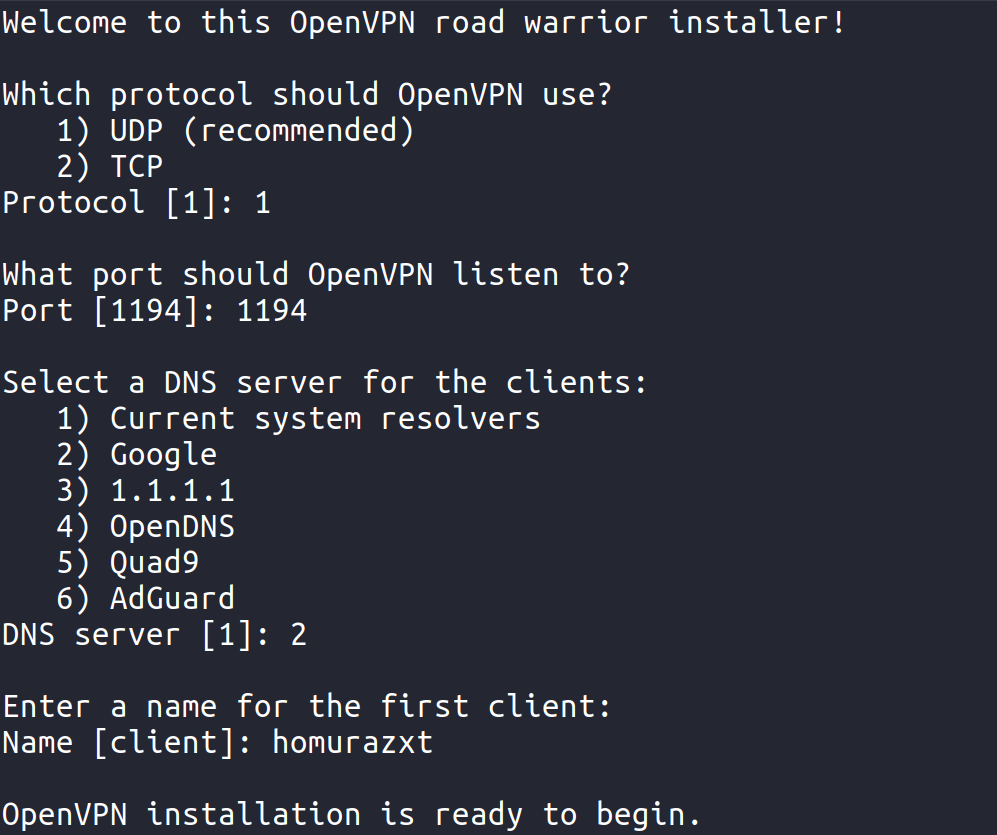 Welcome to this OpenVPN road warrior installer!
Which protocol should OpenVPN use?
1) UDP (recommended)
2) TCP
Protocol [1]: 1
What port should OpenVPN listen to?
Port [1194]: 1194
Select a DNS server for the clients:
1) Current system resolvers
2) Google
3) 1.1.1.1
4) OpenDNS
5) Quad9
6) AdGuard
DNS server [1]: 2
Enter a name for the first client:
Name [client]: homurazxt
OpenVPN installation is ready to begin.